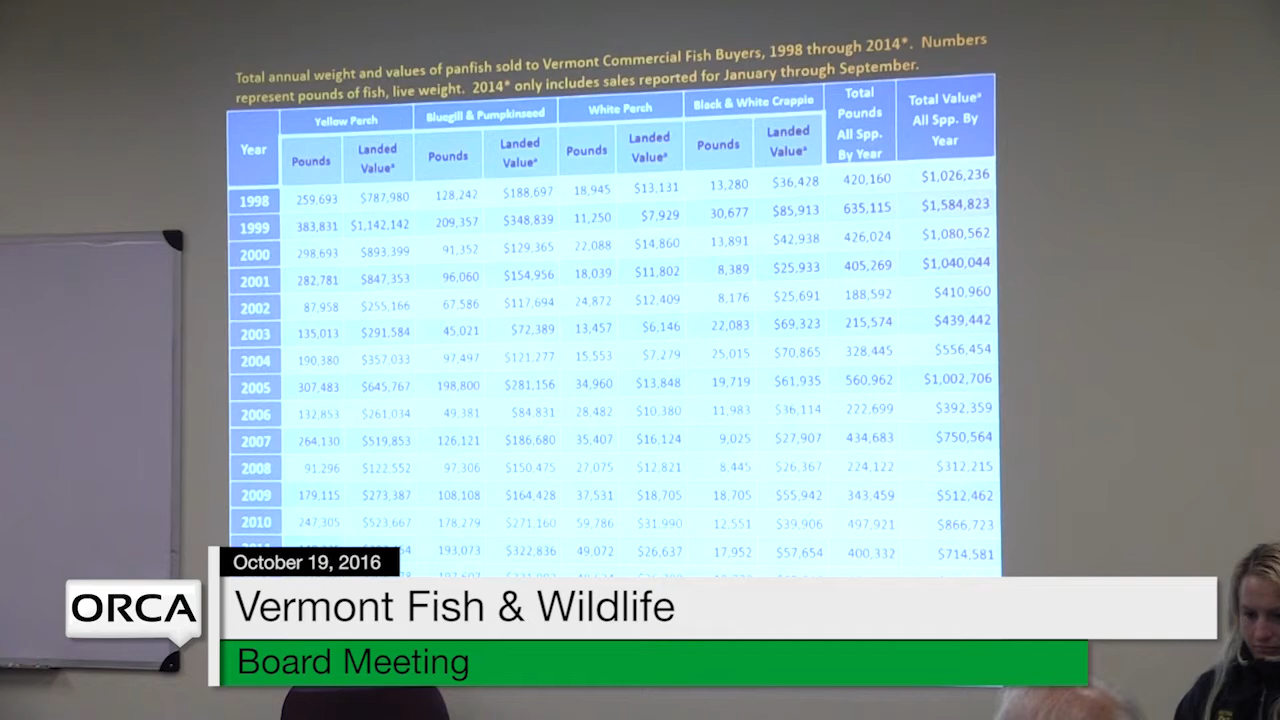 Total annual weight and values of panfish sold to Vermont Commercial Fish Buyers, 1998 through 2014*. Numbers
represent pounds of fish, live weight. 2014* only includes sales reported for January through September.
Year Yellow Perch Bluegill & Pumpkinseed White Perch Black & White Crappie Total Pounds All Spp. By Year Total Valueª All Spp. By Year
Pounds Landed Valueª Pounds Landed Valueª Pounds Landed Valueª Pounds Landed Valueª
1998 259,693 $787,980 128,242 $188,697 18,945 $13,131 13,280 $36,428 420,160 $1,026,236
1999 383,831 $1,142,142 209,357 $348,839 11,250 $7,929 30,677 $85,913 635,115 $1,584,823
2000 298,693 $893,399 91,352 $129,365 22,088 $14,860 13,891 $42,938 426,024 $1,080,562
2001 282,781 $847,353 96,060 $154,956 18,039 $11,802 8,389 $25,933 405,269 $1,040,044
2002 87,958 $255,166 67,586 $117,694 24,872 $12,409 8,176 $25,691 188,592 $410,960
2003 135,013 $291,584 45,021 $72,389 13,457 $6,146 22,083 $69,323 215,574 $439,442
2004 190,380 $357,033 97,497 $121,277 15,553 $7,279 25,015 $70,865 328,445 $556,454
2005 307,483 $645,767 198,800 $281,156 34,960 $13,848 19,719 $61,935 560,962 $1,002,706
2006 132,853 $261,034 49,381 $84,831 28,482 $10,380 11,983 $36,114 222,699 $392,359
2007 264,130 $519,853 126,121 $186,680 35,407 $16,124 9,025 $27,907 434,683 $750,564
2008 91,296 $122,552 97,306 $150,475 27,075 $12,821 8,445 $26,367 224,122 $312,215
2009 179,115 $273,387 108,108 $164,428 37,531 $18,705 18,705 $55,942 343,459 $512,462
2010 247,305 $523,667 178,279 $271,160 59,786 $31,990 12,551 $39,906 497,921 $866,723
193,073 $322,836 49,072 $26,637 17,952 $57,654 400,332 $714,581
October 19, 2016
ORCA
Vermont Fish & Wildlife
Board Meeting